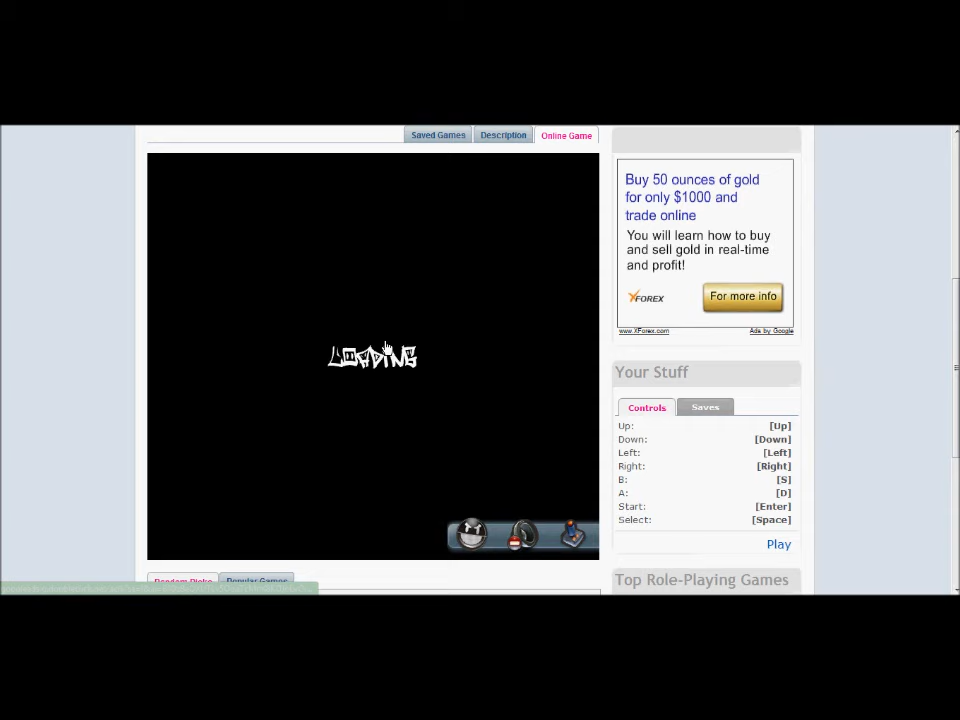 Saved Games
Description
Online Game
Buy 50 ounces of gold
for only $1000 and
trade online
You will learn how to buy
and sell gold in real-time
and profit!
XFOREX
For more info
www.XForex.com
Ads by Google
LOADING
Your Stuff
Controls
Saves
Up: [Up]
Down: [Down]
Left: [Left]
Right: [Right]
B: [S]
A: [D]
Start: [Enter]
Select: [Space]
Play
Random Picks
Popular Games
Top Role-Playing Games